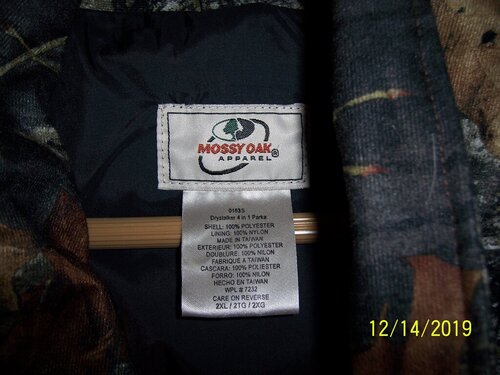 MOSSY OAK®
APPAREL
0183S
Drystalker 4 in 1 Parka
SHELL: 100% POLYESTER
LINING: 100% NYLON
MADE IN TAIWAN
EXTERIEUR: 100% POLYESTER
DOUBLURE: 100% NILON
FABRIQUE A TAIWAN
CASCARA: 100% POLIESTER
FORRO: 100% NILON
HECHO EN TAIWAN
WPL # 7232
CARE ON REVERSE
2XL / 2TG / 2XG
12/14/2019